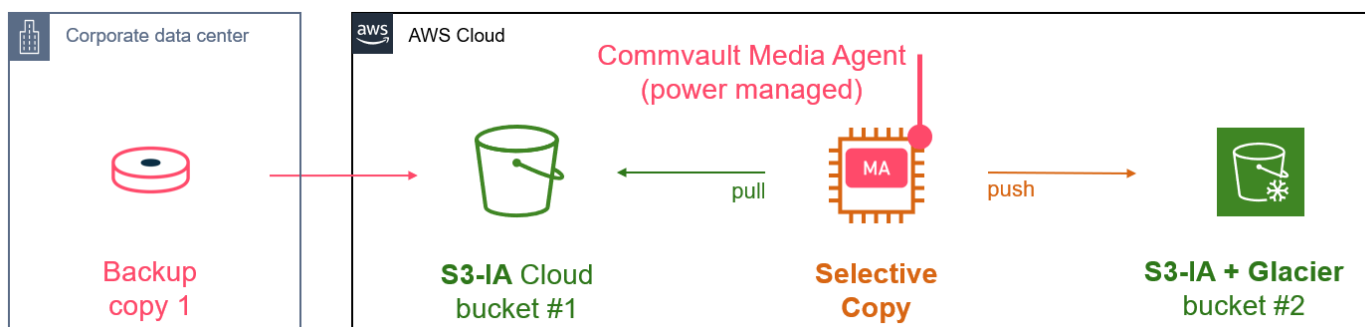 Corporate data center
aws
AWS Cloud
Commvault Media Agent
(power managed)
MA
pull
push
Backup
copy 1
S3-IA Cloud
bucket #1
Selective
Copy
S3-IA + Glacier
bucket #2